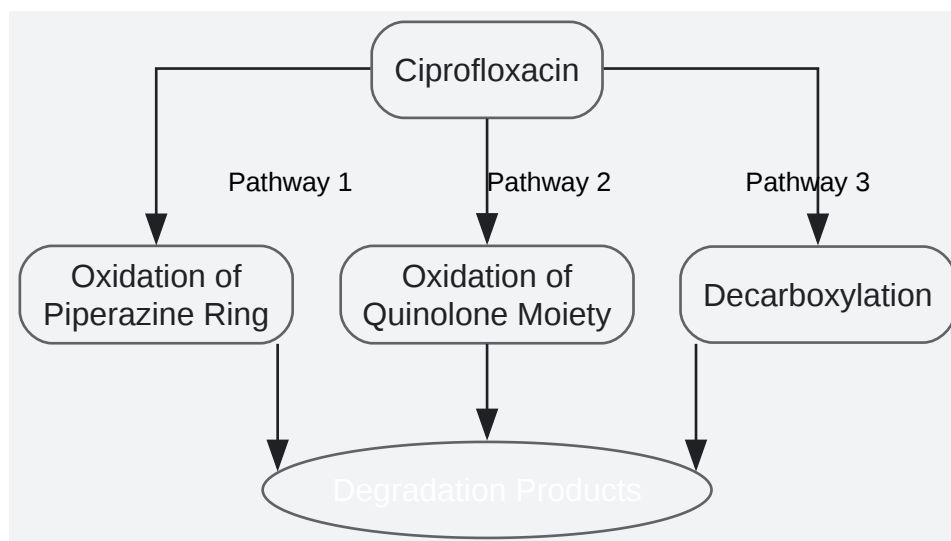 Ciprofloxacin
Pathway 1
Pathway 2
Pathway 3
Oxidation of
Piperazine Ring
Oxidation of
Quinolone Moiety
Decarboxylation
Degradation Products